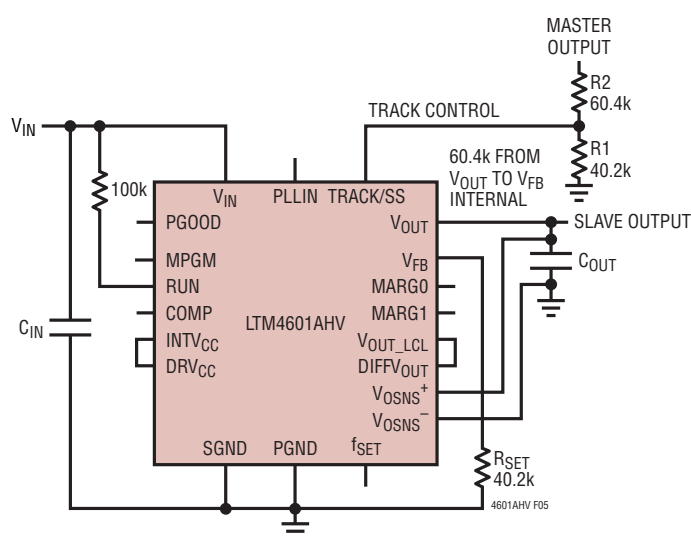 MASTER
OUTPUT
R2
60.4k
TRACK CONTROL
R1
40.2k
VIN
100k
60.4k FROM
VOUT TO VFB
INTERNAL
VIN
PLLIN
TRACK/SS
PGOOD
VOUT
SLAVE OUTPUT
MPGM
VFB
COUT
RUN
MARG0
COMP
LTM4601AHV
MARG1
CIN
INTVCC
VOUT_LCL
DRVCC
DIFFVOUT
VOSNS+
VOSNS–
SGND
PGND
fSET
RSET
40.2k
4601AHV F05